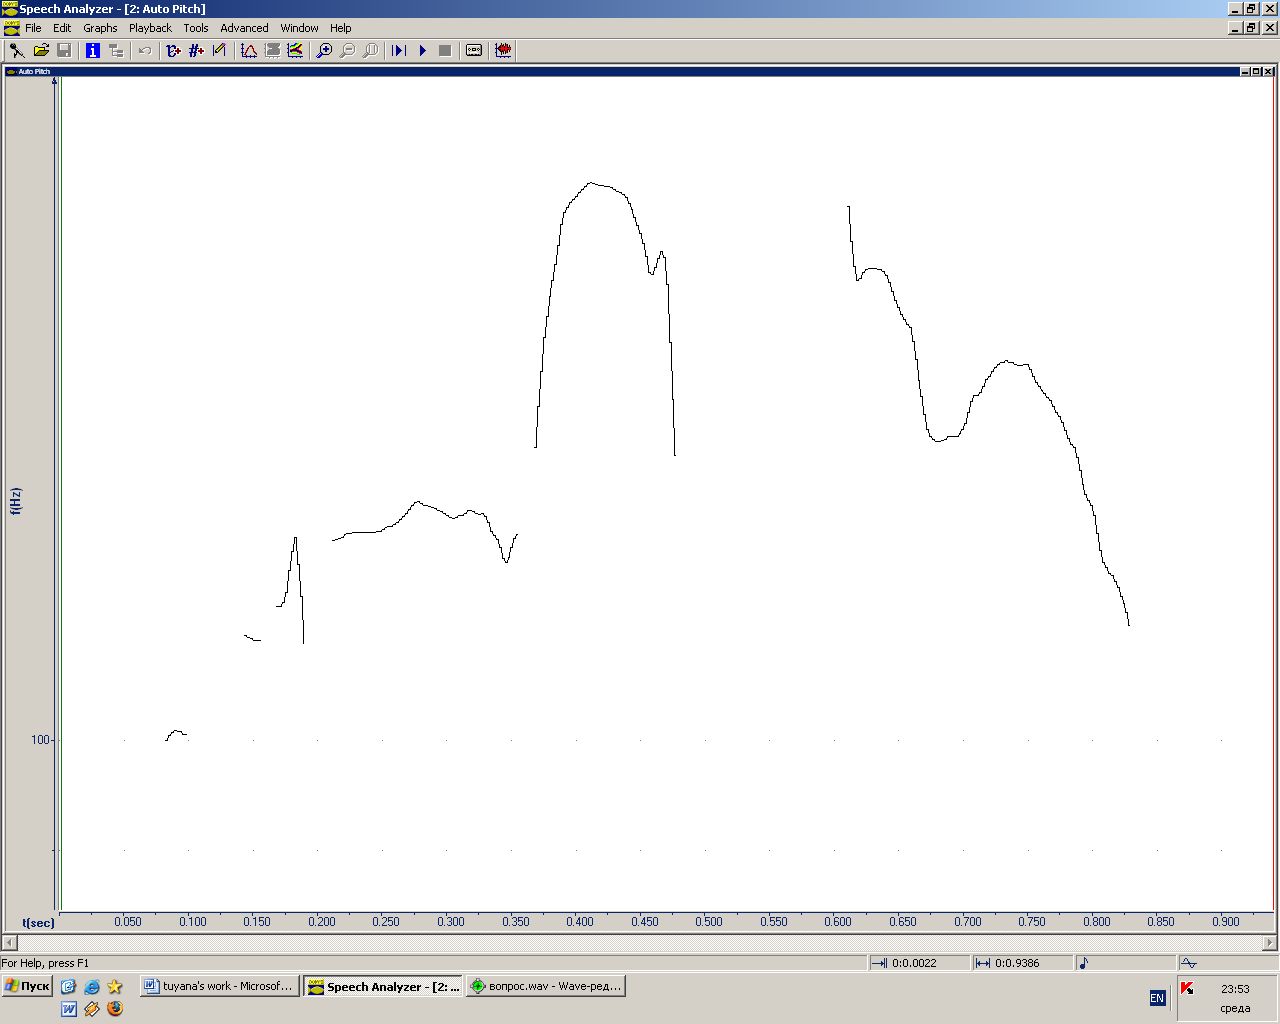 Speech Analyzer - [2: Auto Pitch]
File Edit Graphs Playback Tools Advanced Window Help
Auto Pitch
f(Hz)
100
t(sec) 0.050 0.100 0.150 0.200 0.250 0.300 0.350 0.400 0.450 0.500 0.550 0.600 0.650 0.700 0.750 0.800 0.850 0.900
For Help, press F1 0:0.0022 0:0.9386
Пуск tuyana's work - Microsof... Speech Analyzer - [2: ... вопрос.wav - Wave-ред...
EN 23:53
среда